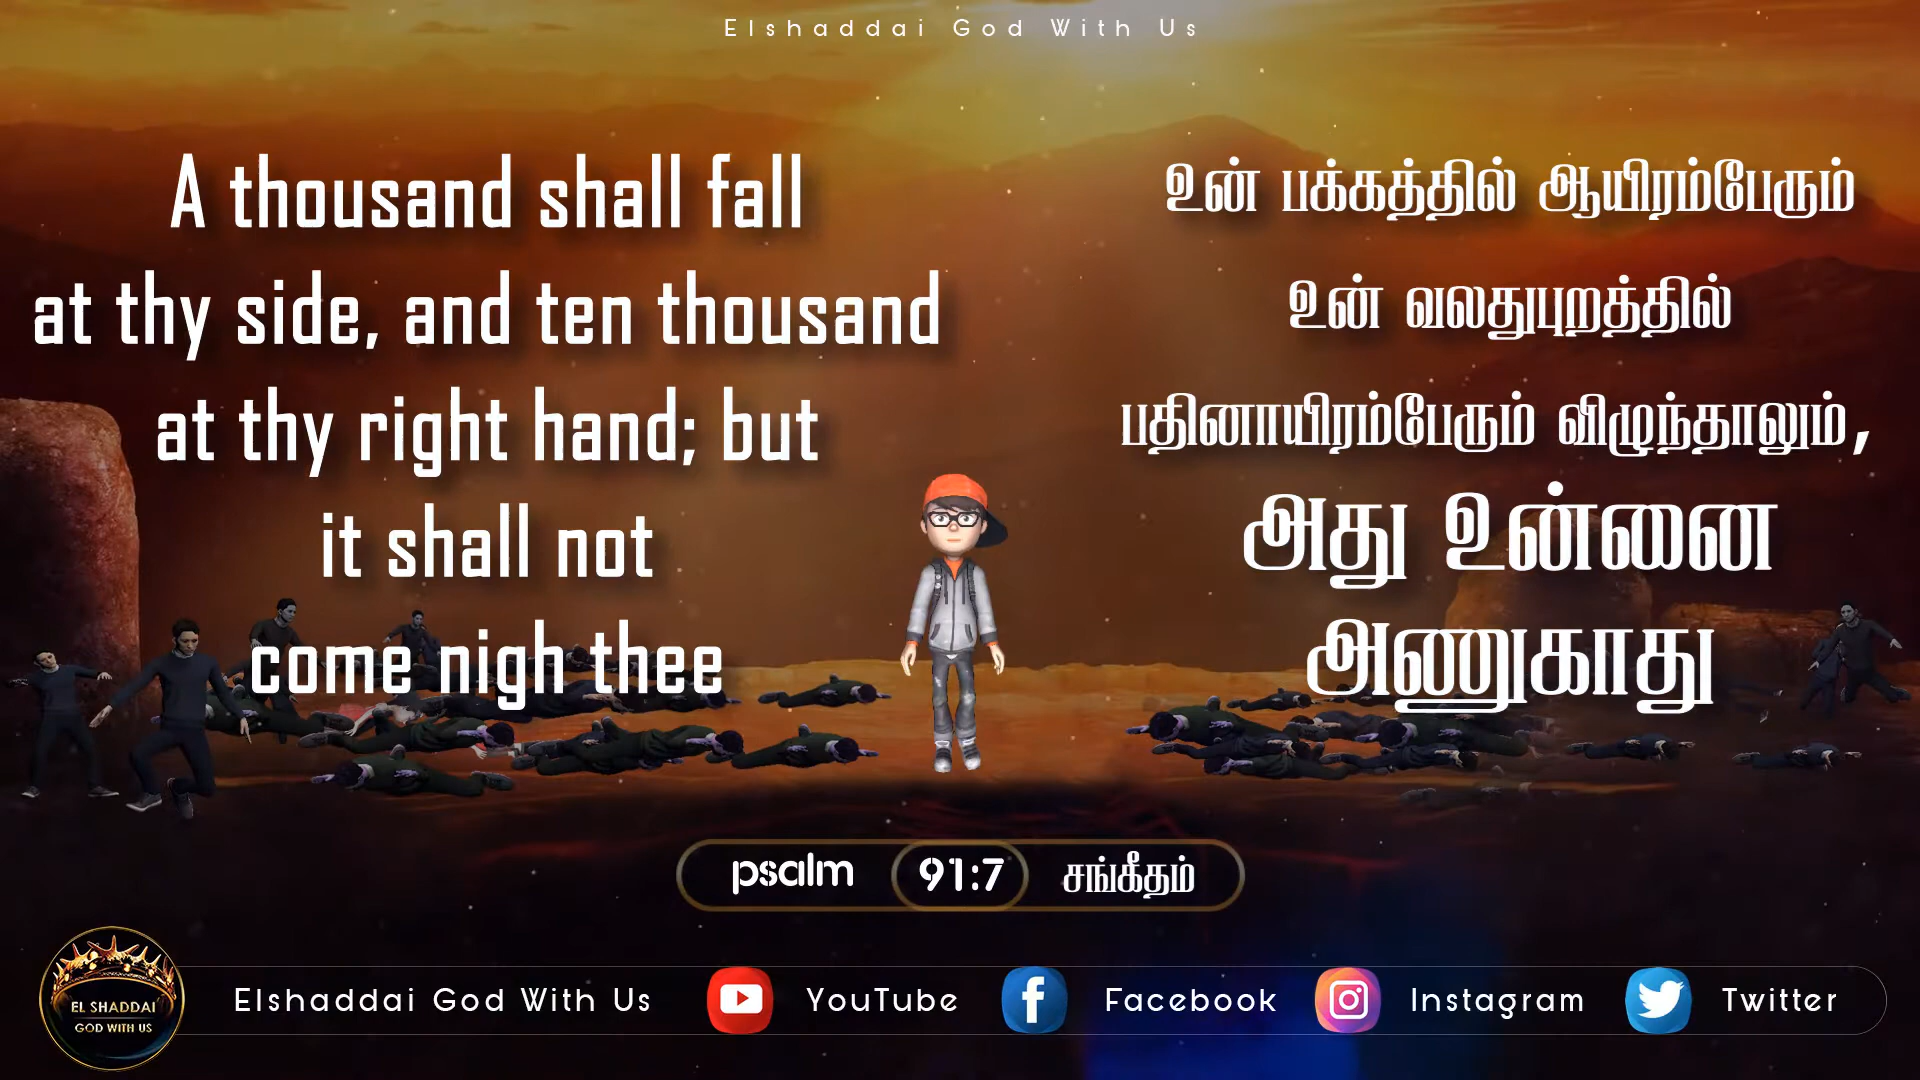 Elshaddai God With Us
A thousand shall fall
at thy side, and ten thousand
at thy right hand; but
it shall not
come nigh thee
உன் பக்கத்தில் ஆயிரம்பேரும்
உன் வலதுபுறத்தில்
பதினாயிரம்பேரும் விழுந்தாலும்,
அது உன்னை
அணுகாது
psalm 91:7 சங்கீதம்
EL SHADDAI
GOD WITH US
Elshaddai God With Us YouTube Facebook Instagram Twitter